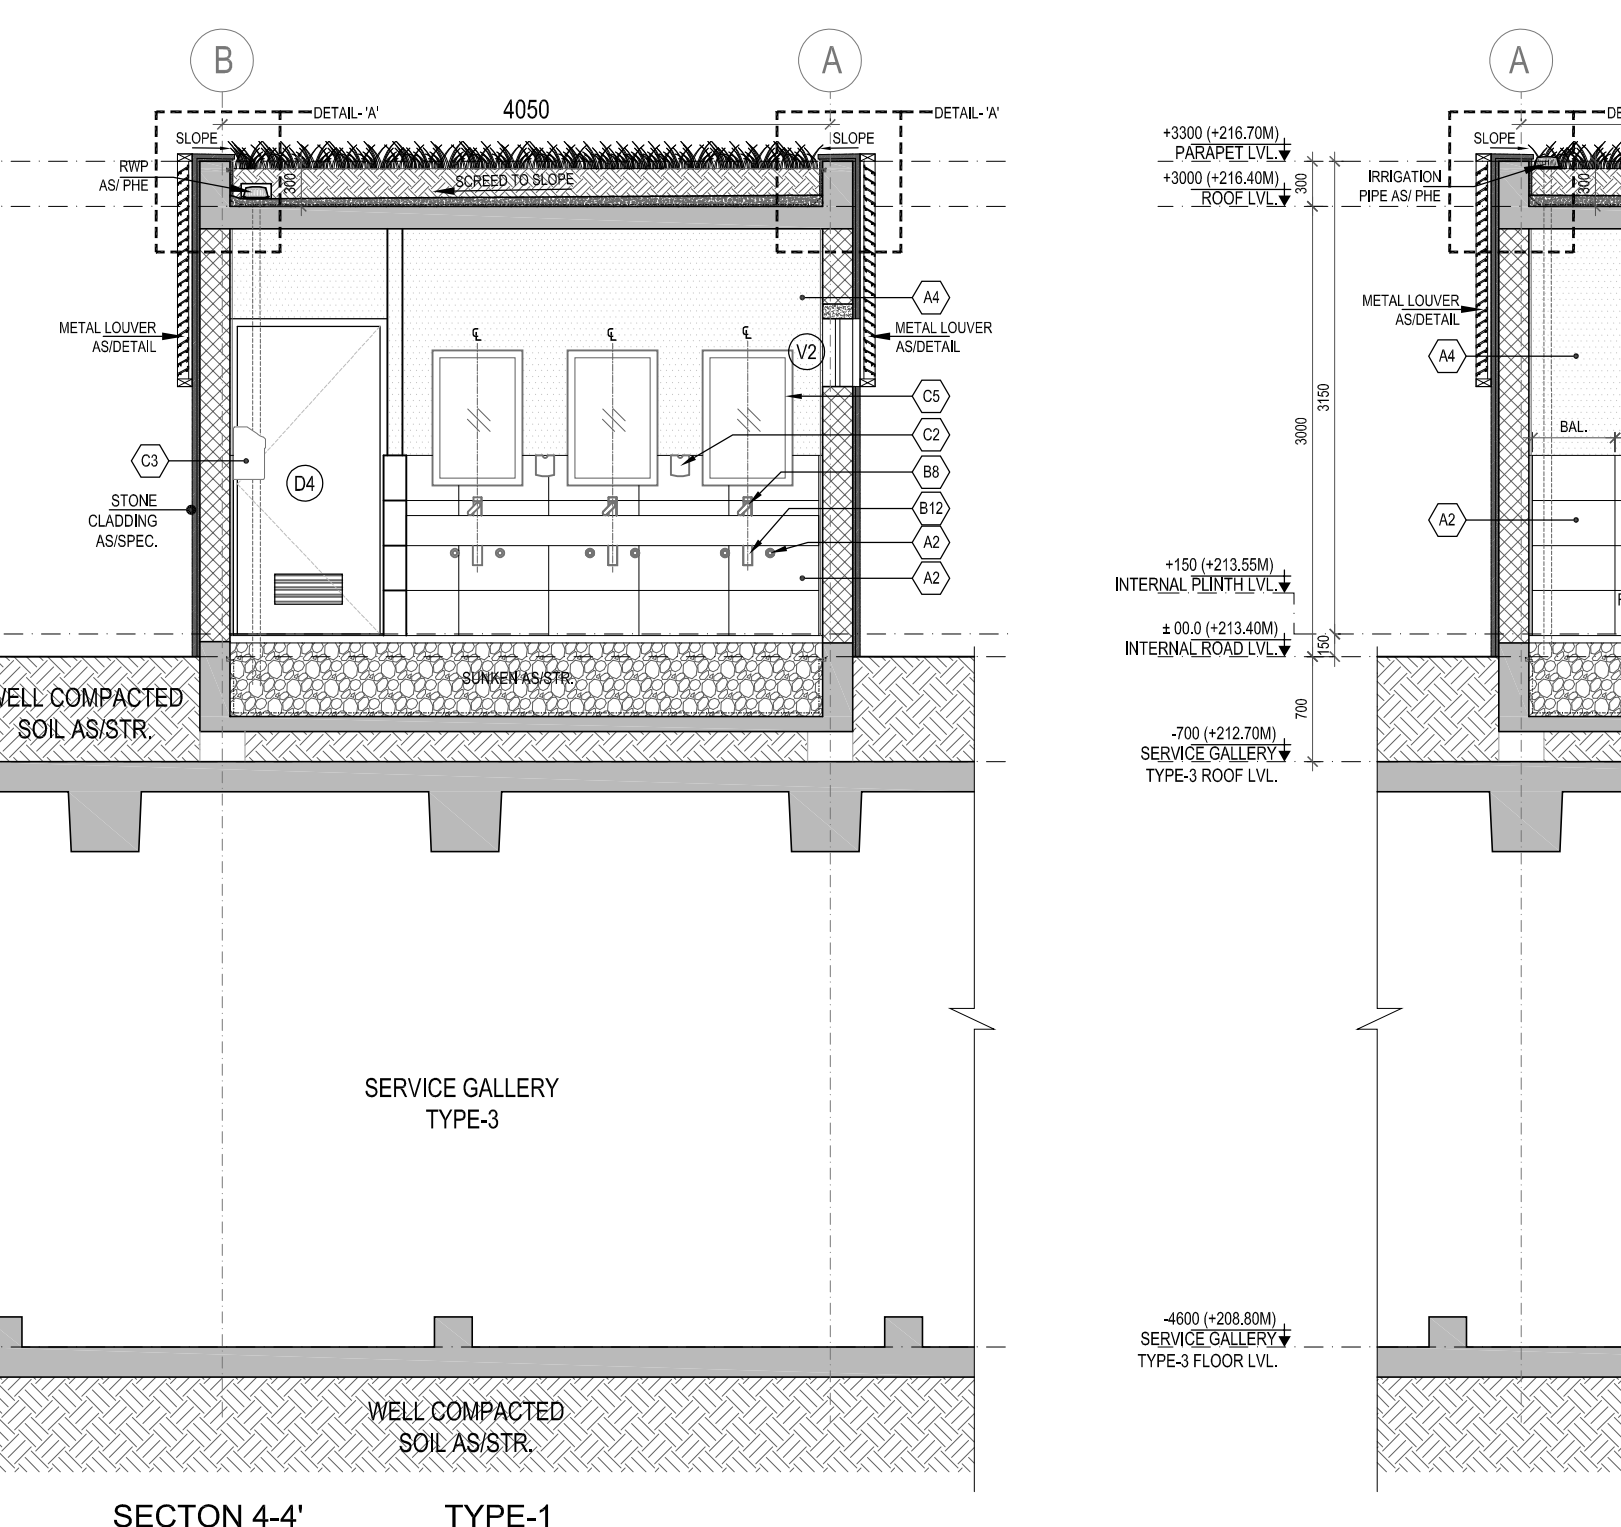 B
A
A
DETAIL- 'A'
4050
DETAIL- 'A'
SLOPE
SLOPE
RWP
AS/ PHE
300
SCREED TO SLOPE
METAL LOUVER
AS/DETAIL
A4
METAL LOUVER
AS/DETAIL
V2
C5
C2
B8
B12
A2
A2
C3
D4
STONE
CLADDING
AS/SPEC.
SUNKEN AS/STR.
WELL COMPACTED
SOIL AS/STR.
SERVICE GALLERY
TYPE-3
WELL COMPACTED
SOIL AS/STR.
SECTON 4-4'
TYPE-1
+3300 (+216.70M)
PARAPET LVL.
+3000 (+216.40M)
ROOF LVL.
300
3150
3000
+150 (+213.55M)
INTERNAL PLINTH LVL.
± 00.0 (+213.40M)
INTERNAL ROAD LVL.
150
700
-700 (+212.70M)
SERVICE GALLERY
TYPE-3 ROOF LVL.
-4600 (+208.80M)
SERVICE GALLERY
TYPE-3 FLOOR LVL.
SLOPE
IRRIGATION
PIPE AS/ PHE
300
METAL LOUVER
AS/DETAIL
A4
BAL.
A2